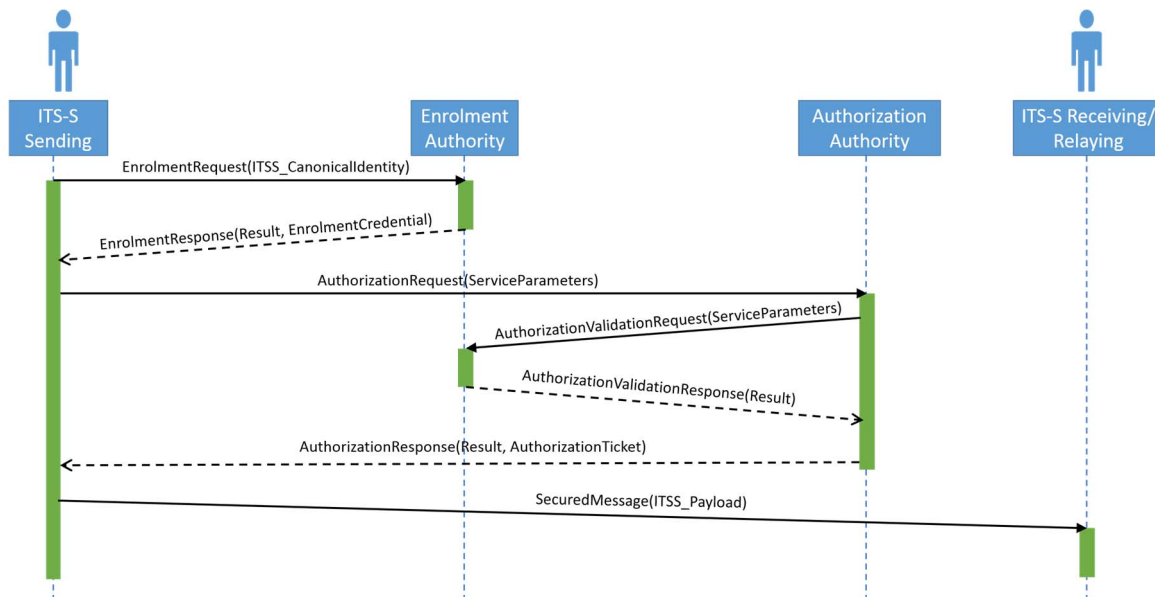 ITS-S
Sending
Enrolment
Authority
Authorization
Authority
ITS-S Receiving/
Relaying
EnrolmentRequest(ITSS_CanonicalIdentity)
EnrolmentResponse(Result, EnrolmentCredential)
AuthorizationRequest(ServiceParameters)
AuthorizationValidationRequest(ServiceParameters)
AuthorizationValidationResponse(Result)
AuthorizationResponse(Result, AuthorizationTicket)
SecuredMessage(ITSS_Payload)